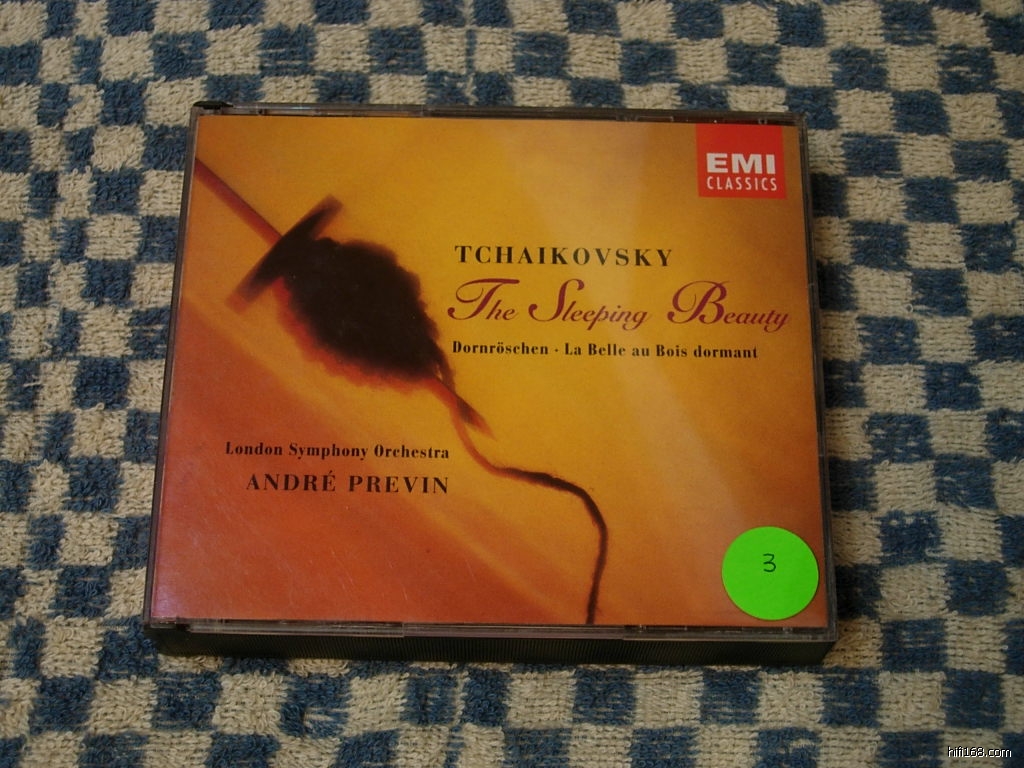 EMI
CLASSICS
TCHAIKOVSKY
The Sleeping Beauty
Dornröschen · La Belle au Bois dormant
London Symphony Orchestra
ANDRÉ PREVIN
3
hifi168.com